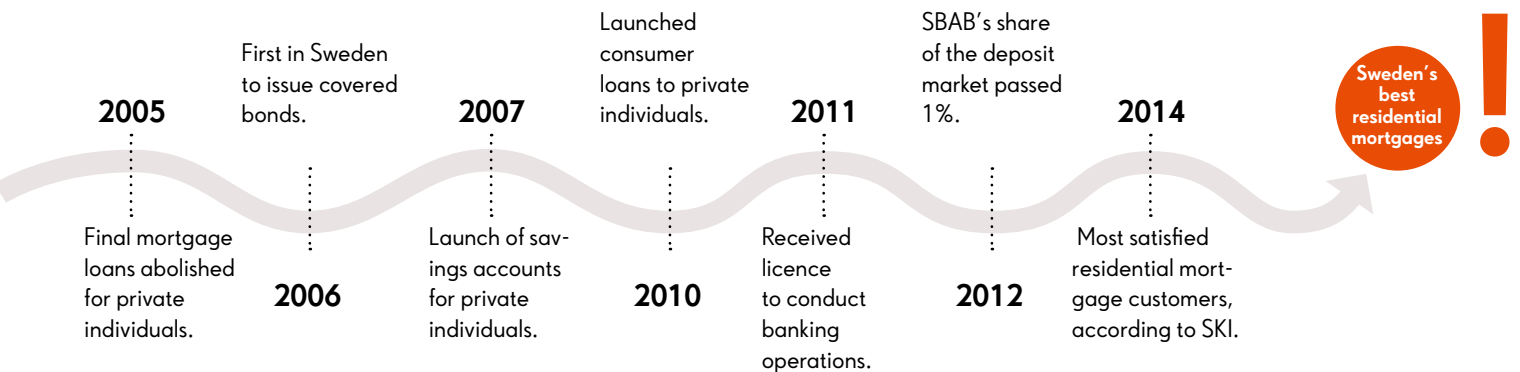 2005
Final mortgage
loans abolished
for private
individuals.
First in Sweden
to issue covered
bonds.
2006
2007
Launch of sav-
ings accounts
for private
individuals.
Launched
consumer
loans to private
individuals.
2010
2011
Received
licence
to conduct
banking
operations.
SBAB's share
of the deposit
market passed
1%.
2012
2014
Most satisfied
residential mort-
gage customers,
according to SKI.
Sweden's
best
residential
mortgages
!